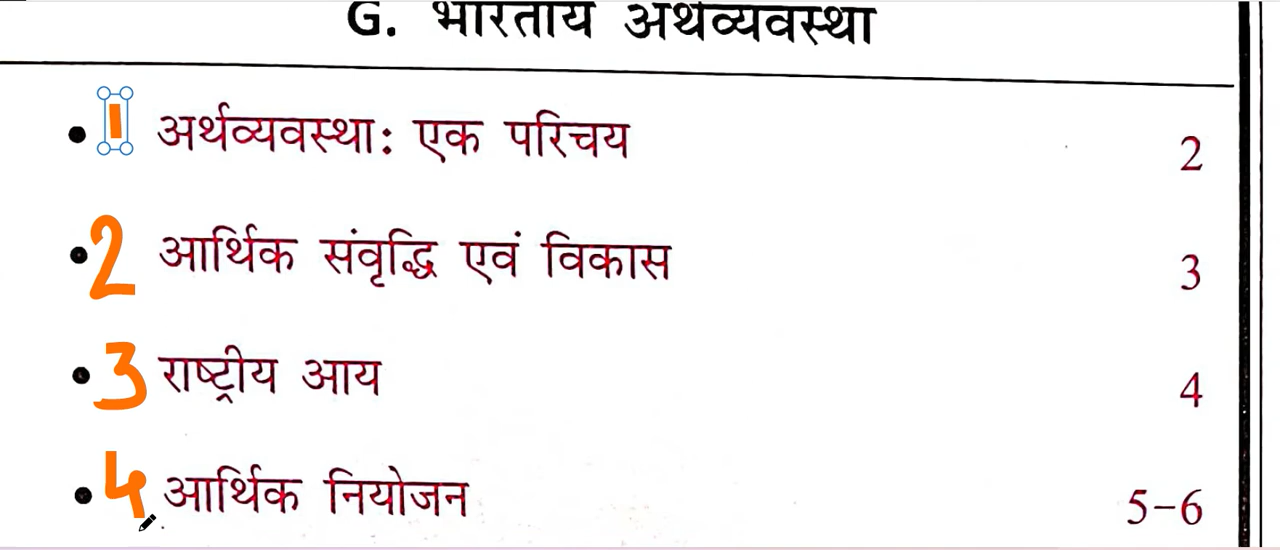 G. भारतीय अर्थव्यवस्था
• 1 अर्थव्यवस्था: एक परिचय 2
• 2 आर्थिक संवृद्धि एवं विकास 3
• 3 राष्ट्रीय आय 4
• 4 आर्थिक नियोजन 5-6